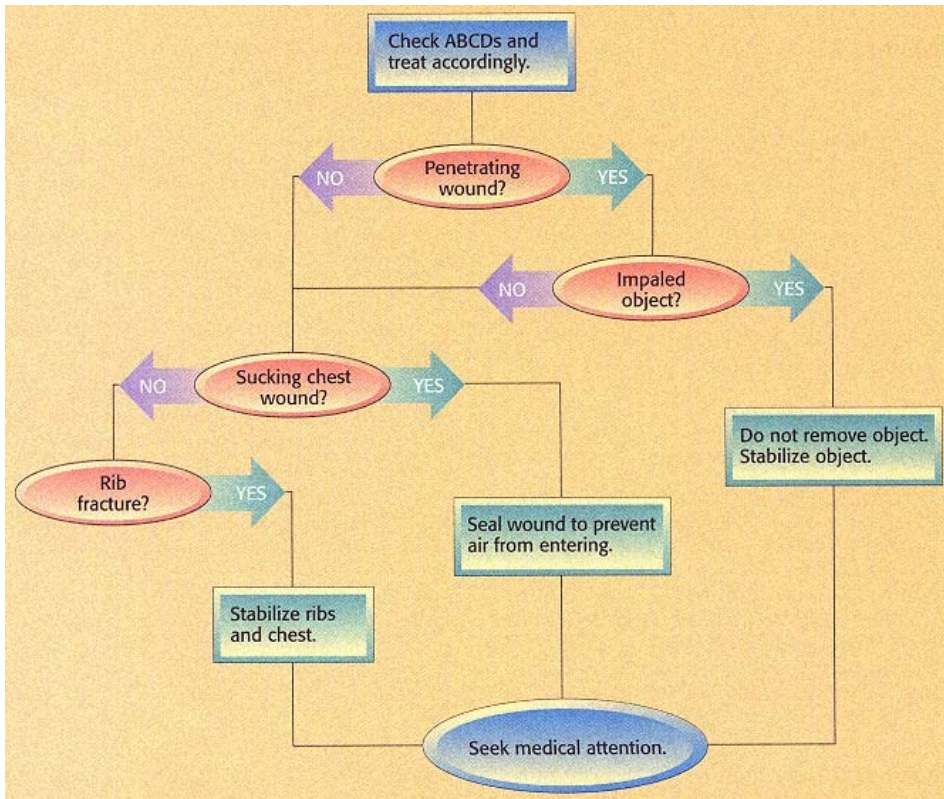 Check ABCDs and
treat accordingly.
NO
Penetrating
wound?
YES
NO
Impaled
object?
YES
NO
Sucking chest
wound?
YES
Do not remove object.
Stabilize object.
Rib
fracture?
YES
Seal wound to prevent
air from entering.
Stabilize ribs
and chest.
Seek medical attention.